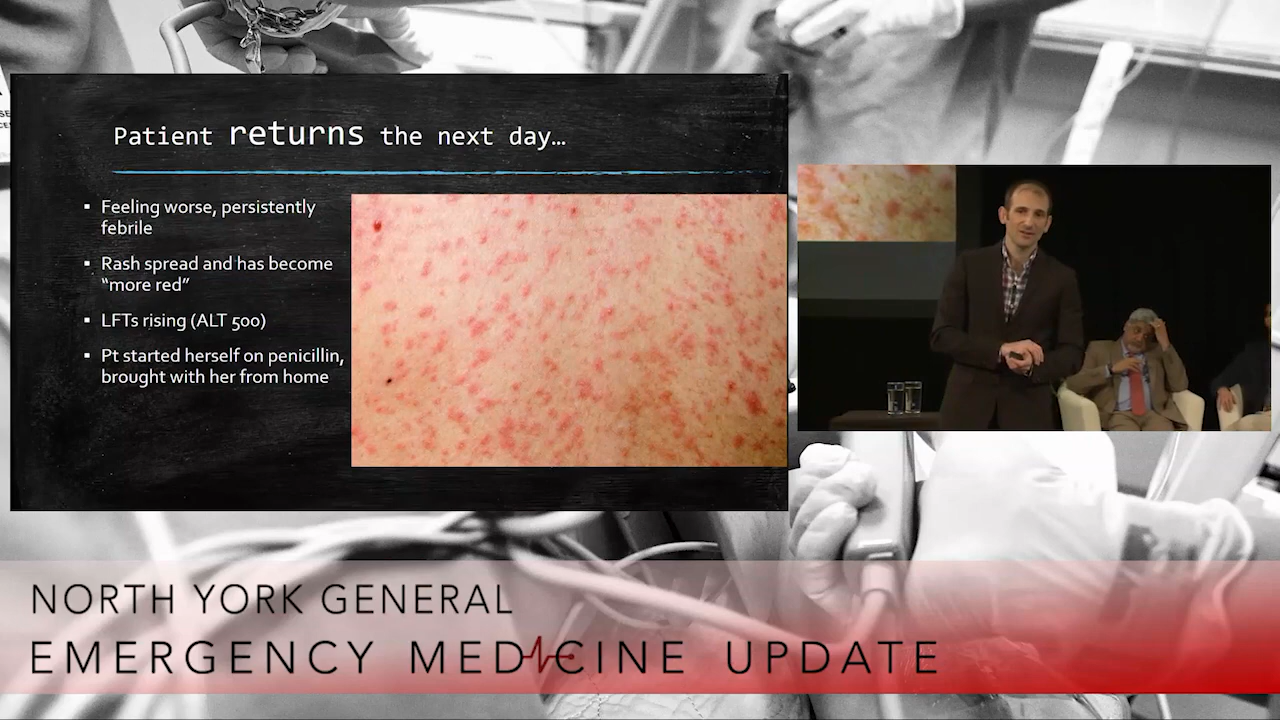 Patient returns the next day…
▪ Feeling worse, persistently
febrile
▪ Rash spread and has become
“more red”
▪ LFTs rising (ALT 500)
▪ Pt started herself on penicillin,
brought with her from home
NORTH YORK GENERAL
EMERGENCY MEDICINE UPDATE